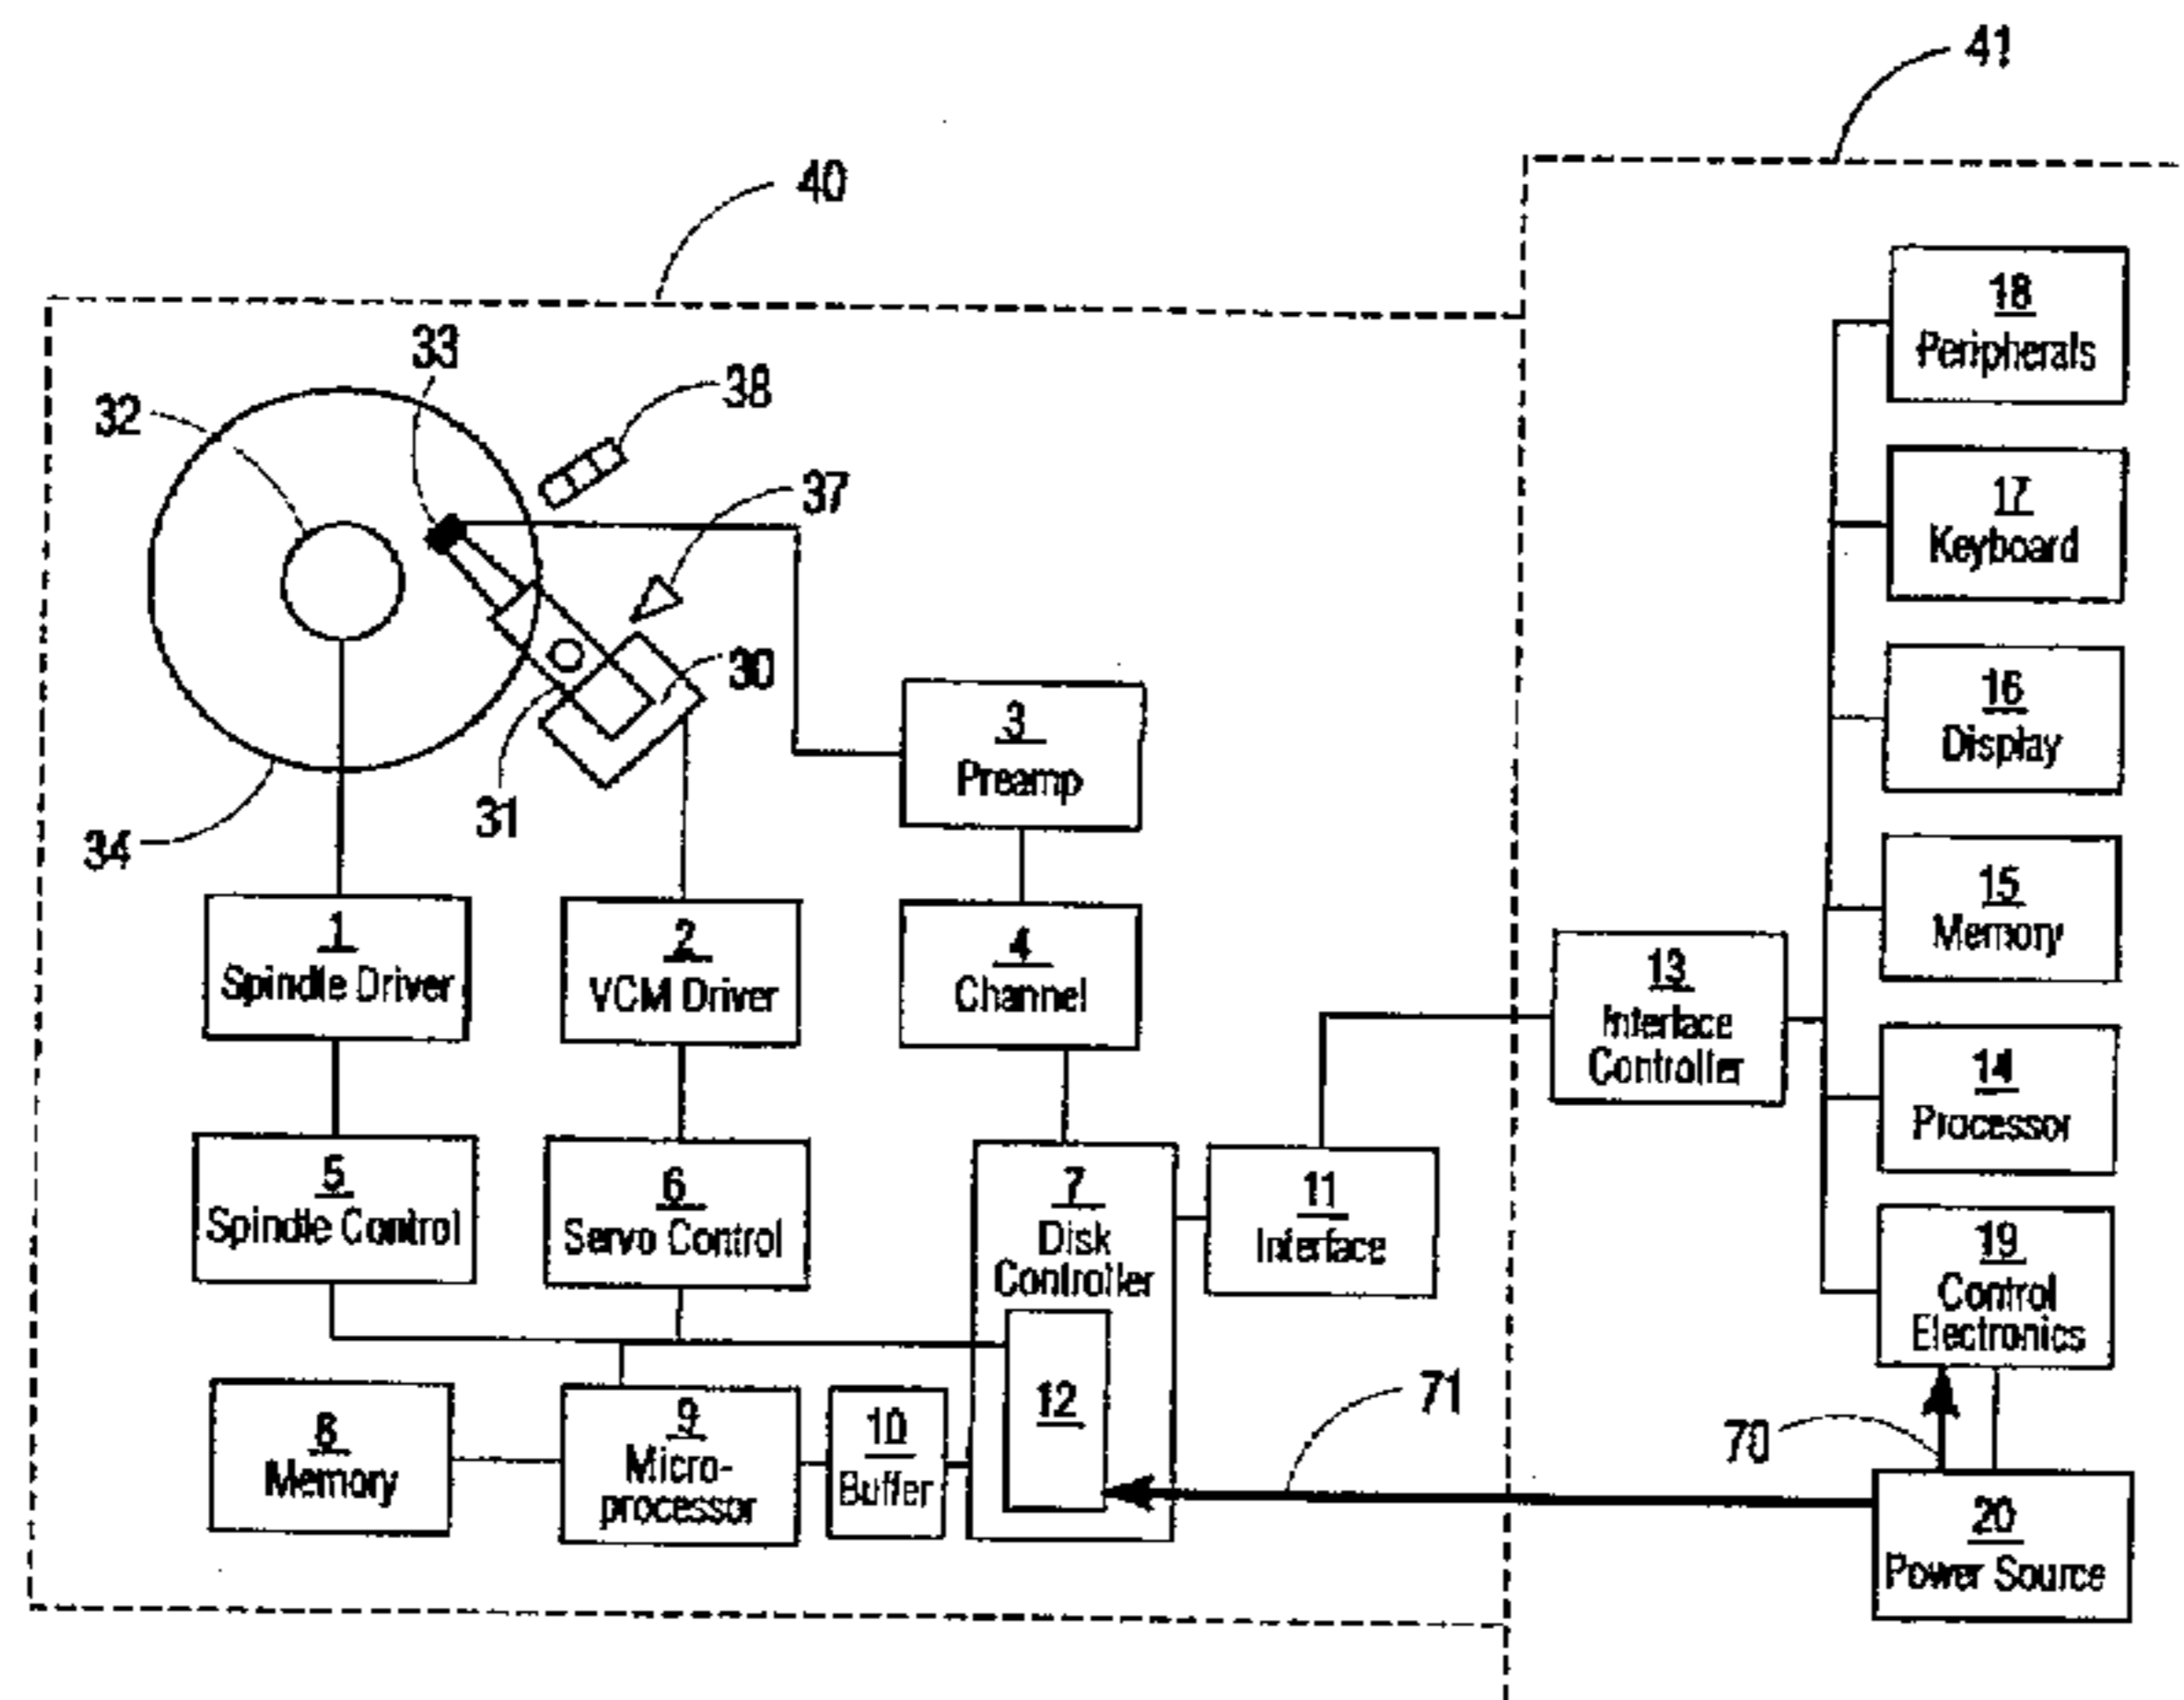 41
40
33
38
32
37
30
31
34
18
Peripherals
17
Keyboard
16
Display
15
Memory
14
Processor
19
Control
Electronics
13
Interface
Controller
3
Preamp
1
Spindle Driver
2
VCM Driver
4
Channel
5
Spindle Control
6
Servo Control
7
Disk
Controller
11
Interface
12
8
Memory
9
Micro-
processor
10
Buffer
71
70
20
Power Source